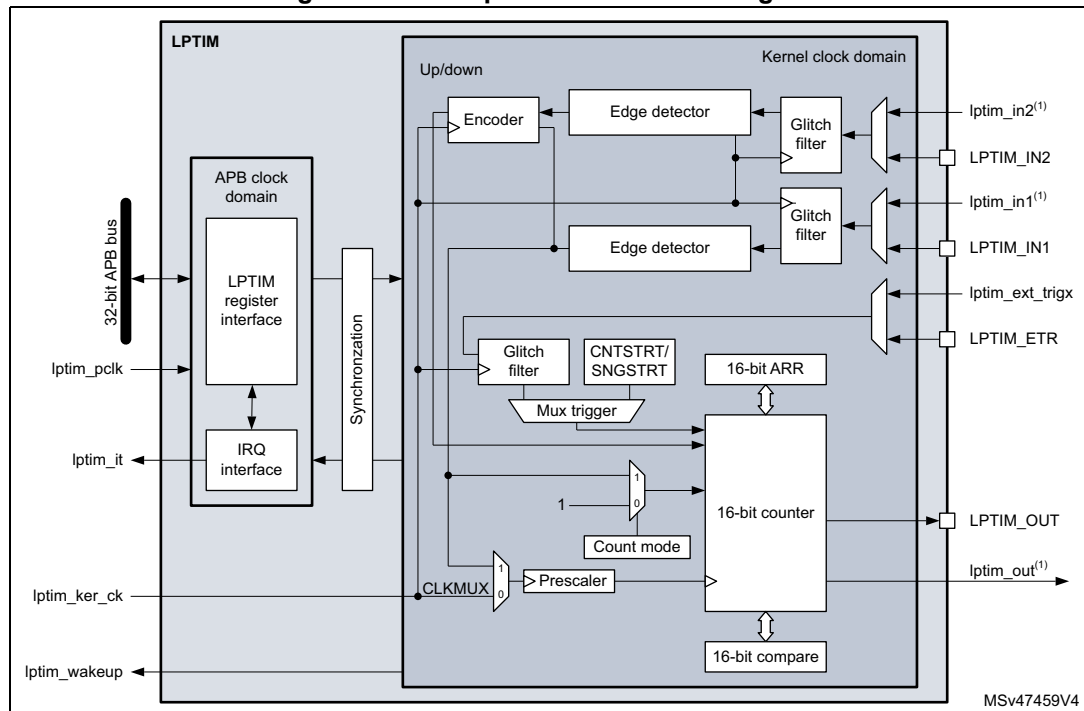 LPTIM
Kernel clock domain
Up/down
Encoder
Edge detector
Glitch
filter
lptim_in2(1)
LPTIM_IN2
APB clock
domain
Glitch
filter
lptim_in1(1)
LPTIM_IN1
Edge detector
32-bit APB bus
LPTIM
register
interface
Synchronzation
lptim_ext_trigx
LPTIM_ETR
Glitch
filter
CNTSTRT/
SNGSTRT
16-bit ARR
lptim_pclk
Mux trigger
IRQ
interface
lptim_it
1
1
0
16-bit counter
LPTIM_OUT
Count mode
1
0
CLKMUX
Prescaler
lptim_out(1)
lptim_ker_ck
16-bit compare
lptim_wakeup
MSv47459V4